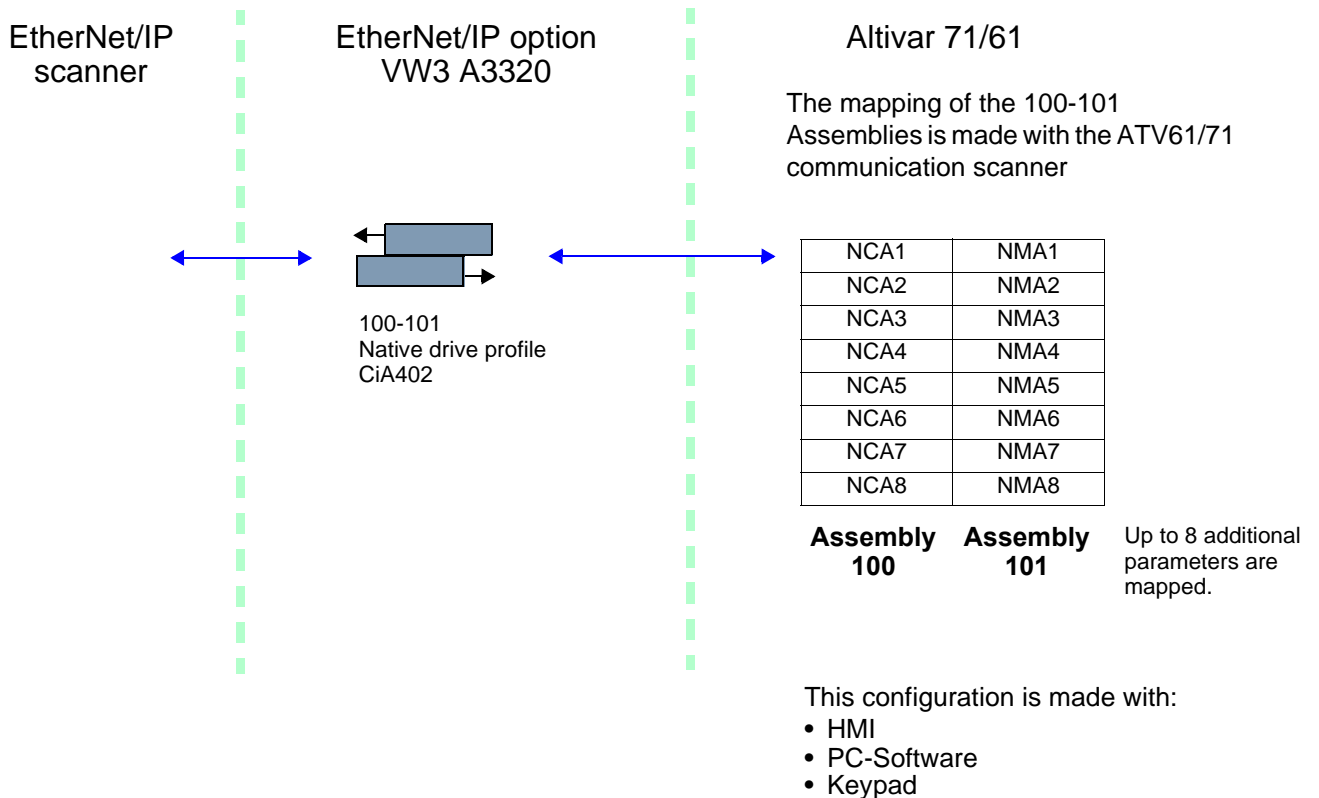 EtherNet/IP
scanner
EtherNet/IP option
VW3 A3320
Altivar 71/61
The mapping of the 100-101
Assemblies is made with the ATV61/71
communication scanner
100-101
Native drive profile
CiA402
NCA1 NMA1
NCA2 NMA2
NCA3 NMA3
NCA4 NMA4
NCA5 NMA5
NCA6 NMA6
NCA7 NMA7
NCA8 NMA8
Assembly
100
Assembly
101
Up to 8 additional
parameters are
mapped.
This configuration is made with:
• HMI
• PC-Software
• Keypad